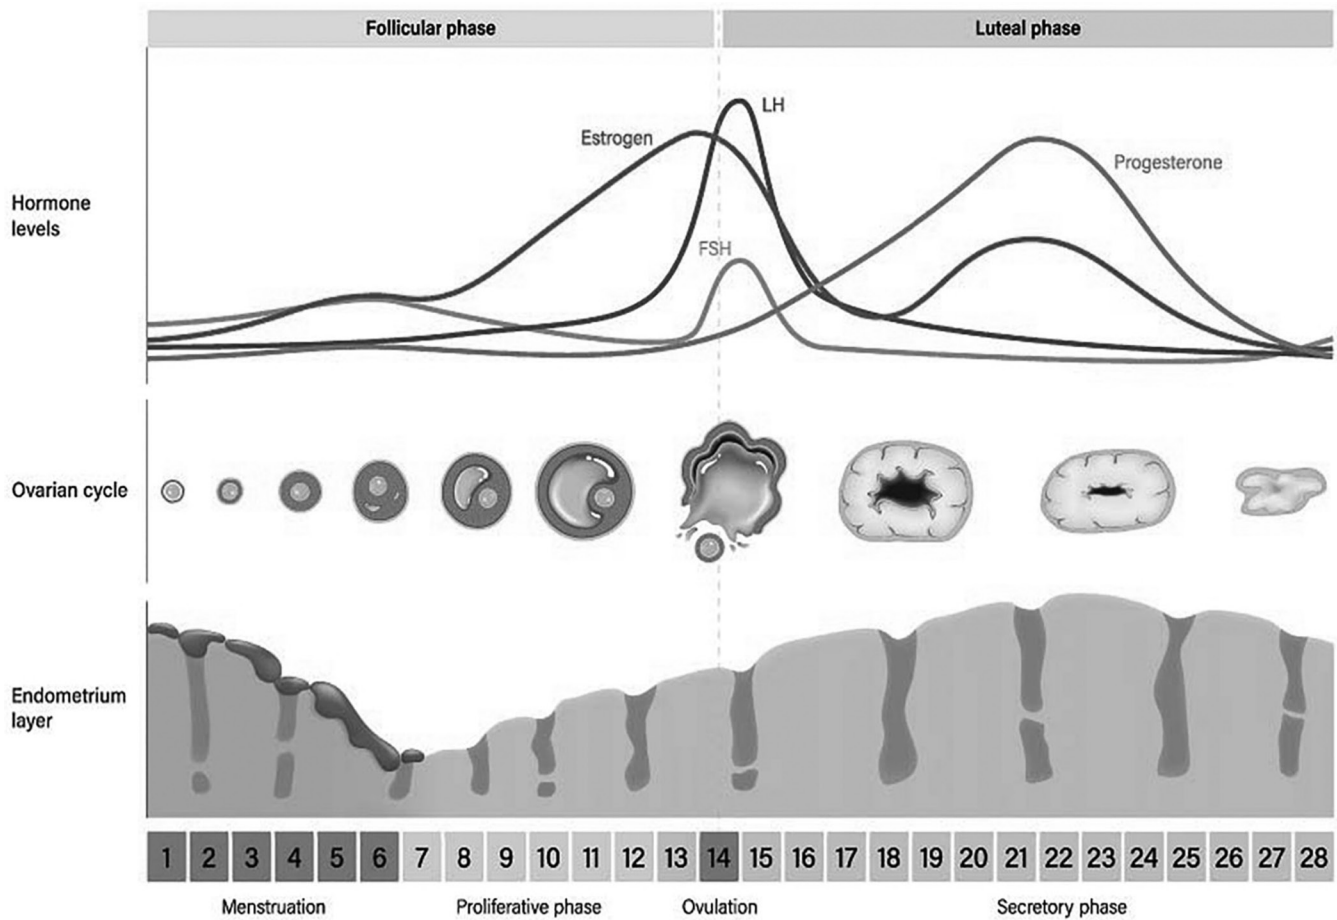 Follicular phase
Luteal phase
LH
Estrogen
Progesterone
FSH
Hormone
levels
Ovarian cycle
Endometrium
layer
1 2 3 4 5 6 7 8 9 10 11 12 13 14 15 16 17 18 19 20 21 22 23 24 25 26 27 28
Menstruation
Proliferative phase
Ovulation
Secretory phase